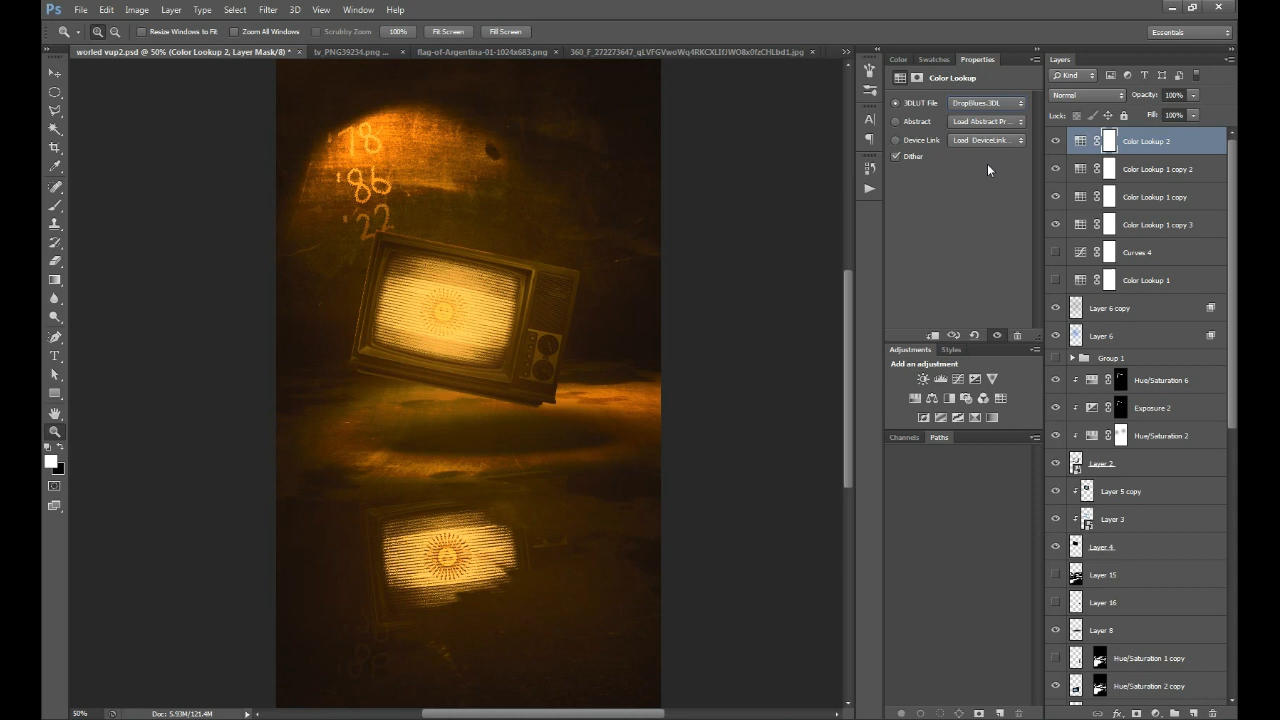 Ps File Edit Image Layer Type Select Filter 3D View Window Help
Resize Windows to Fit Zoom All Windows Scrubby Zoom 100% Fit Screen Fill Screen Essentials
worled vup2.psd @ 50% (Color Lookup 2, Layer Mask/8) * × tv_PNG39234.png ... × flag-of-Argentina-01-1024x683.png ×
'78
'86
'22
50% Doc: 5.93M/121.4M
Color Swatches Properties
Color Lookup
3DLUT File DropBlues.3DL
Abstract Load Abstract Pr...
Device Link Load DeviceLink...
Dither
Adjustments Styles
Add an adjustment
Channels Paths
Layers
Kind
Normal Opacity: 100%
Lock: Fill: 100%
Color Lookup 2
Color Lookup 1 copy 2
Color Lookup 1 copy
Color Lookup 1 copy 3
Curves 4
Color Lookup 1
Layer 6 copy
Layer 6
Group 1
Hue/Saturation 6
Exposure 2
Hue/Saturation 2
Layer 2
Layer 5 copy
Layer 3
Layer 4
Layer 15
Layer 16
Layer 8
Hue/Saturation 1 copy
Hue/Saturation 2 copy